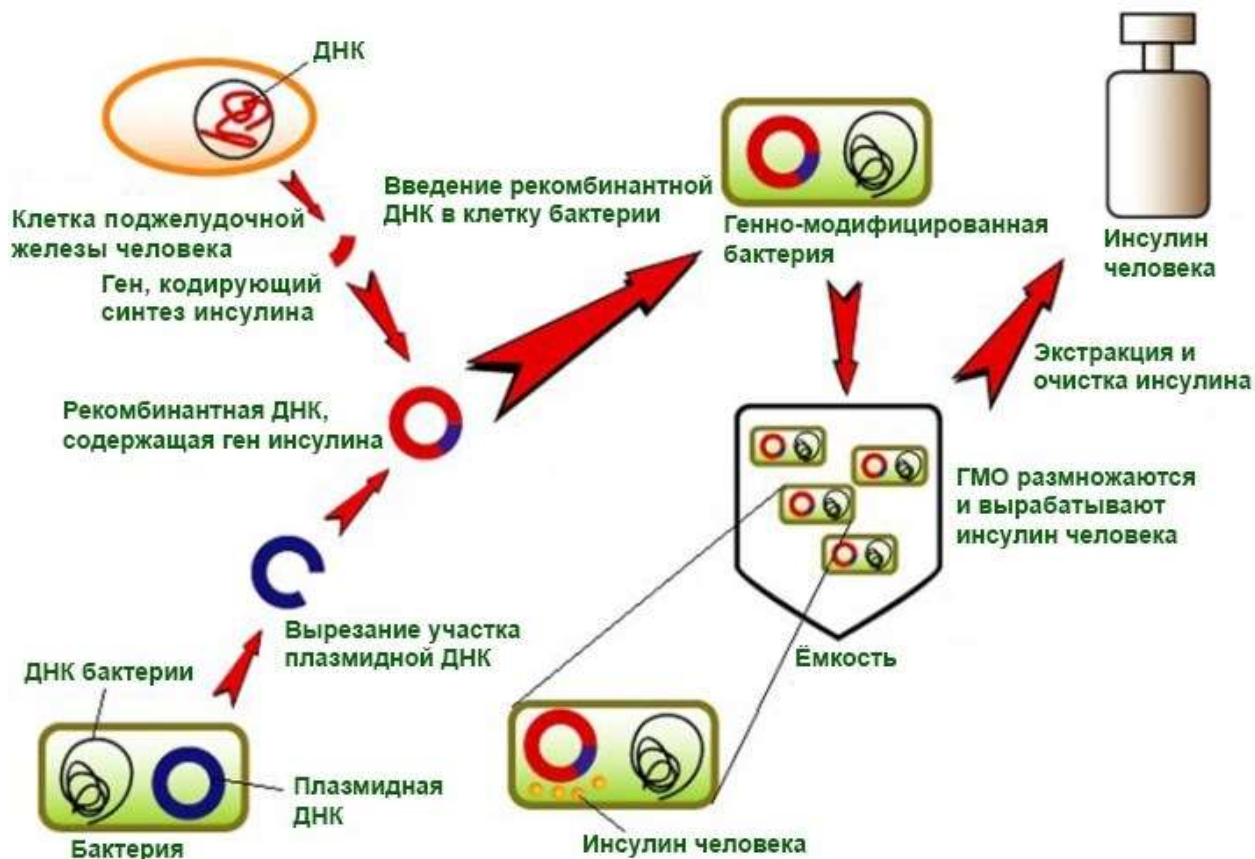 ДНК
Клетка поджелудочной
железы человека
Ген, кодирующий
синтез инсулина
Введение рекомбинантной
ДНК в клетку бактерии
Генно-модифицированная
бактерия
Инсулин
человека
Экстракция и
очистка инсулина
Рекомбинантная ДНК,
содержащая ген инсулина
ГМО размножаются
и вырабатывают
инсулин человека
Вырезание участка
плазмидной ДНК
Ёмкость
ДНК бактерии
Плазмидная
ДНК
Бактерия
Инсулин человека